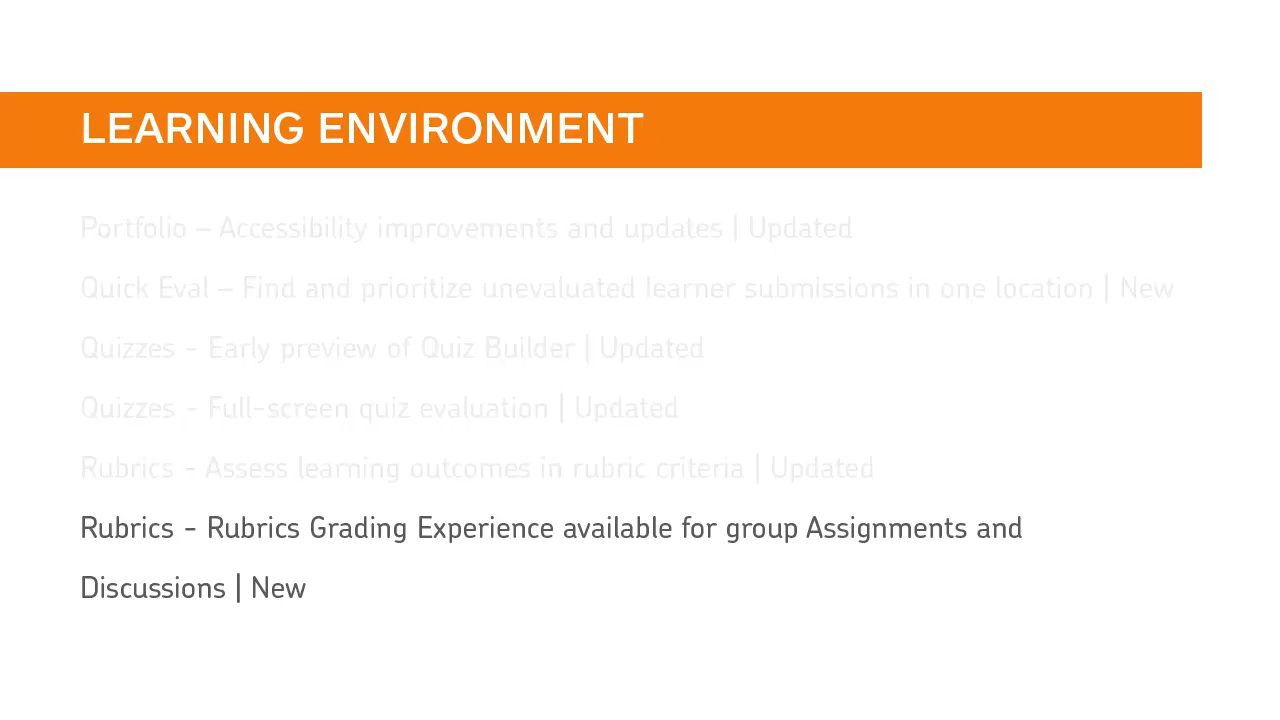 LEARNING ENVIRONMENT
Portfolio – Accessibility improvements and updates | Updated
Quick Eval – Find and prioritize unevaluated learner submissions in one location | New
Quizzes - Early preview of Quiz Builder | Updated
Quizzes - Full-screen quiz evaluation | Updated
Rubrics - Assess learning outcomes in rubric criteria | Updated
Rubrics - Rubrics Grading Experience available for group Assignments and
Discussions | New